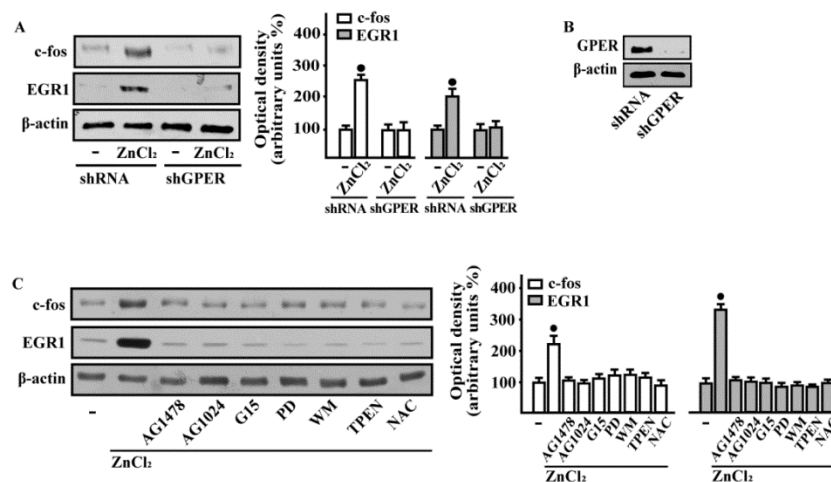 A
c-fos
EGR1
β-actin
– ZnCl₂ – ZnCl₂
shRNA shGPER
Optical density
(arbitrary units %)
400
300
200
100
c-fos
EGR1
– ZnCl₂ – ZnCl₂ – ZnCl₂ – ZnCl₂
shRNA shGPER shRNA shGPER
B
GPER
β-actin
shRNA shGPER
C
c-fos
EGR1
β-actin
– AG1478 AG1024 G15 PD WM TPEN NAC
ZnCl₂
Optical density
(arbitrary units %)
400
300
200
100
c-fos
EGR1
– AG1478 AG1024 G15 PD WM TPEN NAC – AG1478 AG1024 G15 PD WM TPEN NAC
ZnCl₂ ZnCl₂